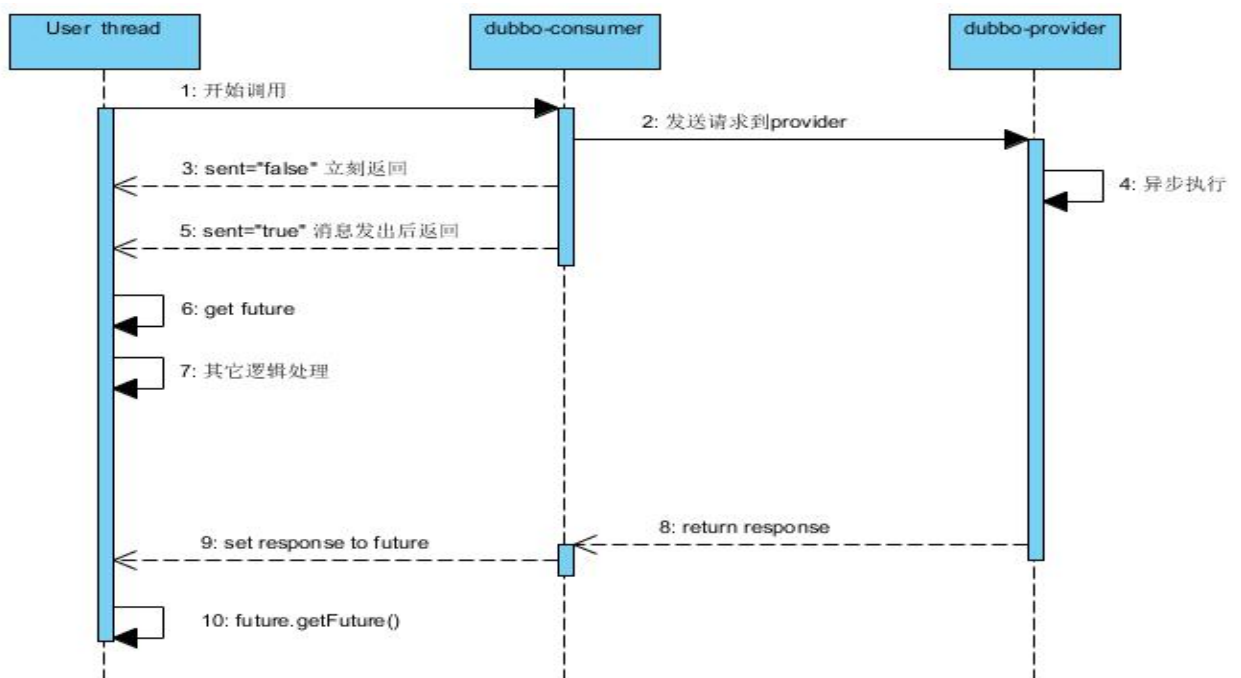 User thread
dubbo-consumer
dubbo-provider
1: 开始调用
2: 发送请求到provider
3: sent="false" 立刻返回
4: 异步执行
5: sent="true" 消息发出后返回
6: get future
7: 其它逻辑处理
8: return response
9: set response to future
10: future.getFuture()